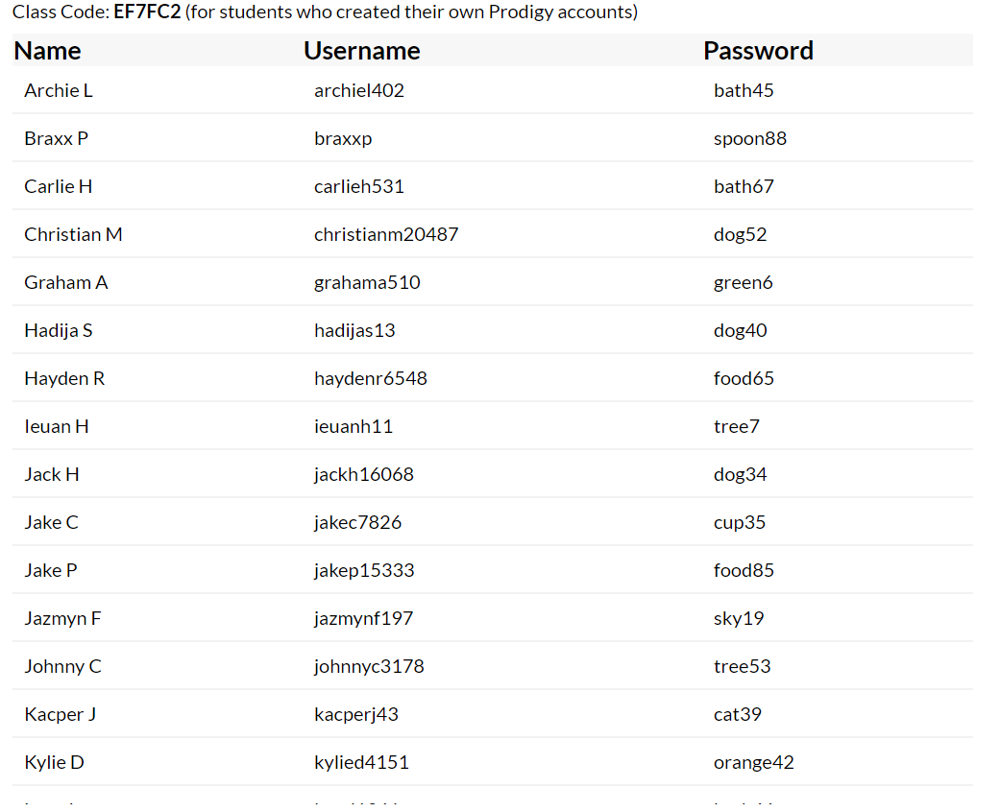 Class Code: EF7FC2 (for students who created their own Prodigy accounts)
Name Username Password
Archie L archiel402 bath45
Braxx P braxxp spoon88
Carlie H carlieh531 bath67
Christian M christianm20487 dog52
Graham A grahama510 green6
Hadija S hadijas13 dog40
Hayden R haydenr6548 food65
Ieuan H ieuanh11 tree7
Jack H jackh16068 dog34
Jake C jakec7826 cup35
Jake P jakep15333 food85
Jazmyn F jazmynf197 sky19
Johnny C johnnyc3178 tree53
Kacper J kacperj43 cat39
Kylie D kylied4151 orange42